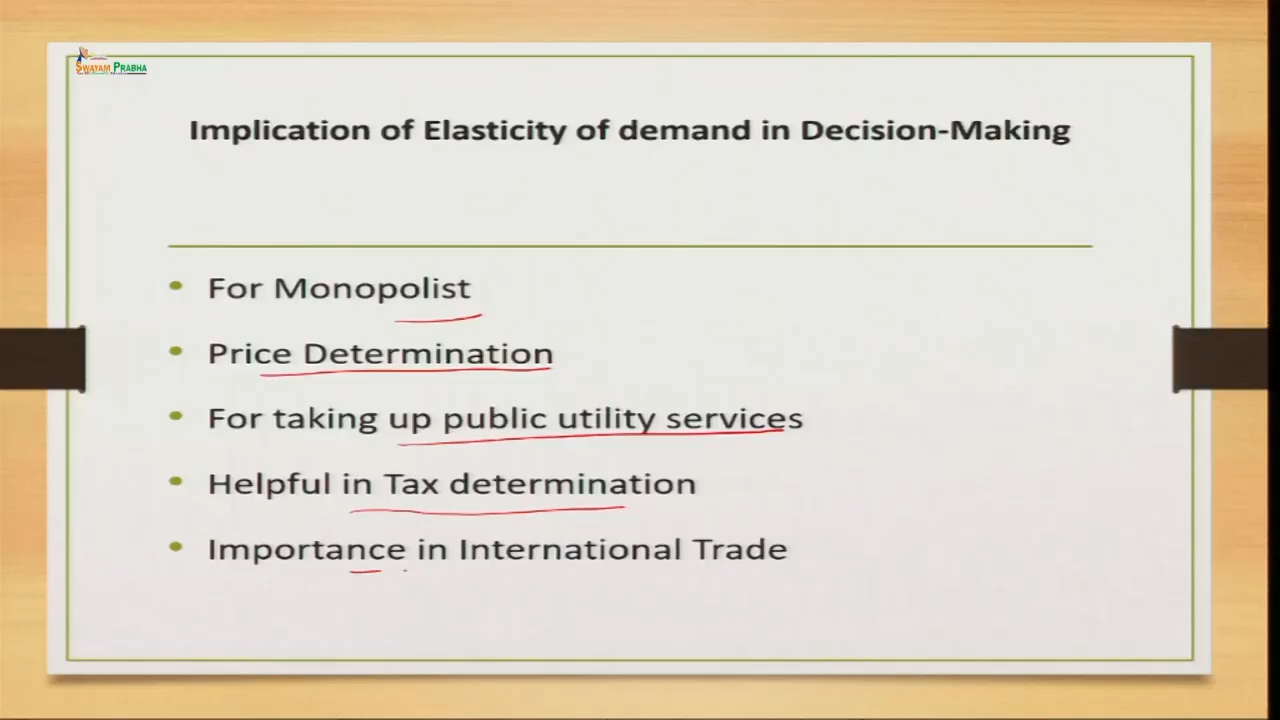 SWAYAM PRABHA
Implication of Elasticity of demand in Decision-Making
• For Monopolist
• Price Determination
• For taking up public utility services
• Helpful in Tax determination
• Importance in International Trade